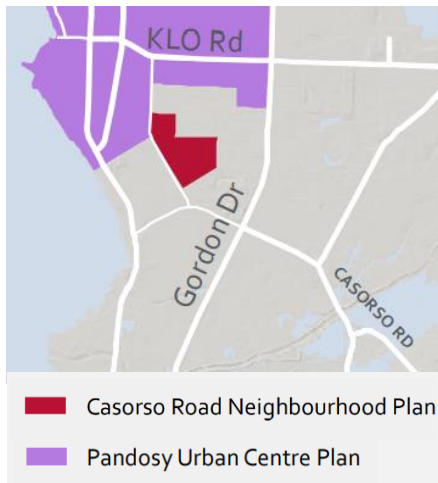 KLO Rd
Gordon Dr
CASORSO RD
Casorso Road Neighbourhood Plan
Pandosy Urban Centre Plan